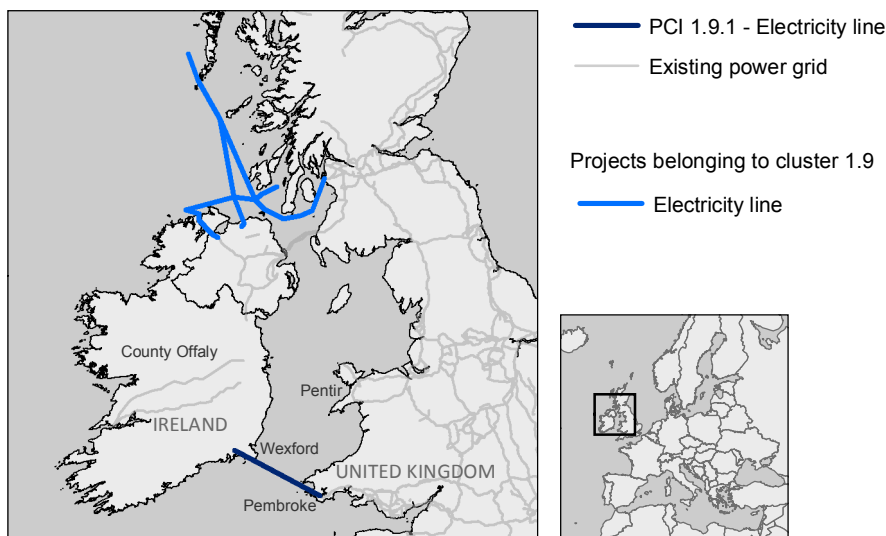 PCI 1.9.1 - Electricity line
Existing power grid
Projects belonging to cluster 1.9
Electricity line
County Offaly
Pentir
IRELAND
Wexford
UNITED KINGDOM
Pembroke